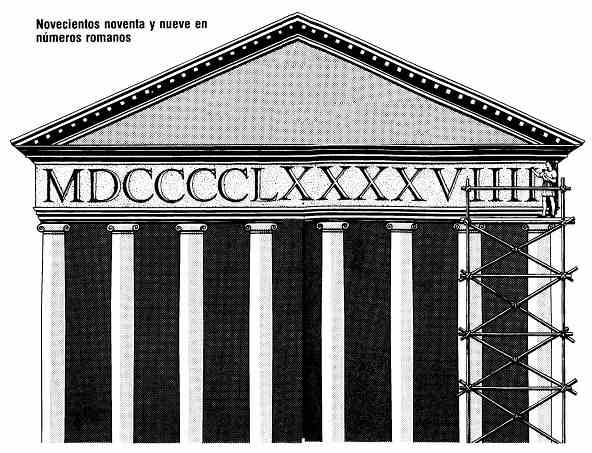 Novecientos noventa y nueve en
números romanos
MDCCCCLXXXXVIIII